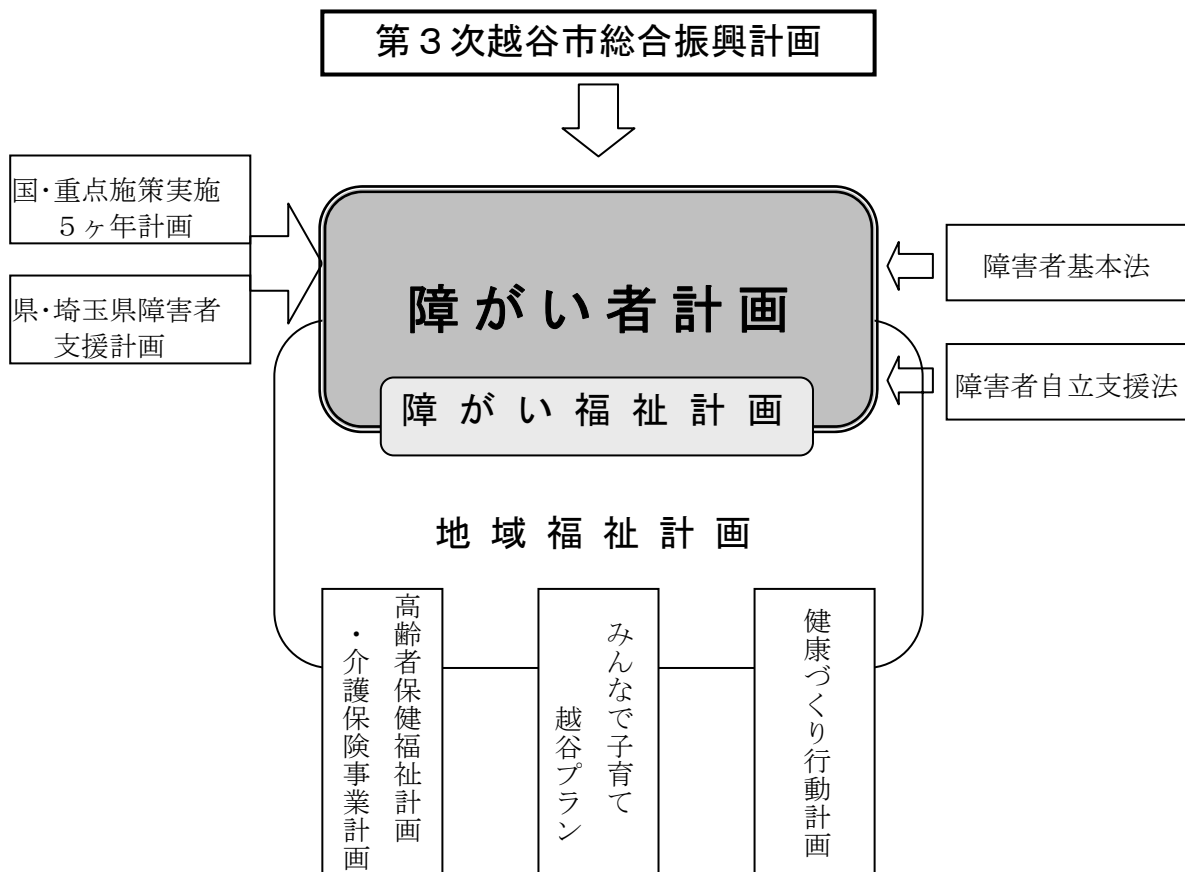 第３次越谷市総合振興計画
国・重点施策実施
５ヶ年計画
県・埼玉県障害者
支援計画
障がい者計画
障がい福祉計画
障害者基本法
障害者自立支援法
地域福祉計画
高齢者保健福祉計画
・介護保険事業計画
みんなで子育て
越谷プラン
健康づくり行動計画